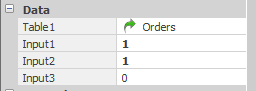 Data
Table1 Orders
Input1 1
Input2 1
Input3 0